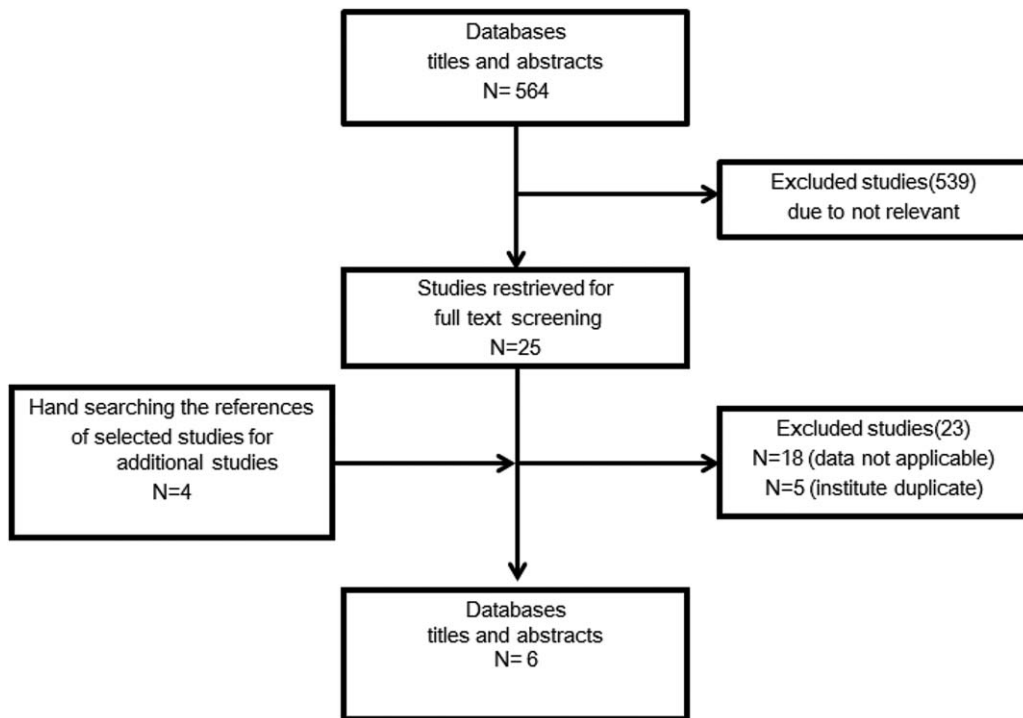 Databases
titles and abstracts
N= 564
Excluded studies(539)
due to not relevant
Studies restrieved for
full text screening
N=25
Hand searching the references
of selected studies for
additional studies
N=4
Excluded studies(23)
N=18 (data not applicable)
N=5 (institute duplicate)
Databases
titles and abstracts
N= 6